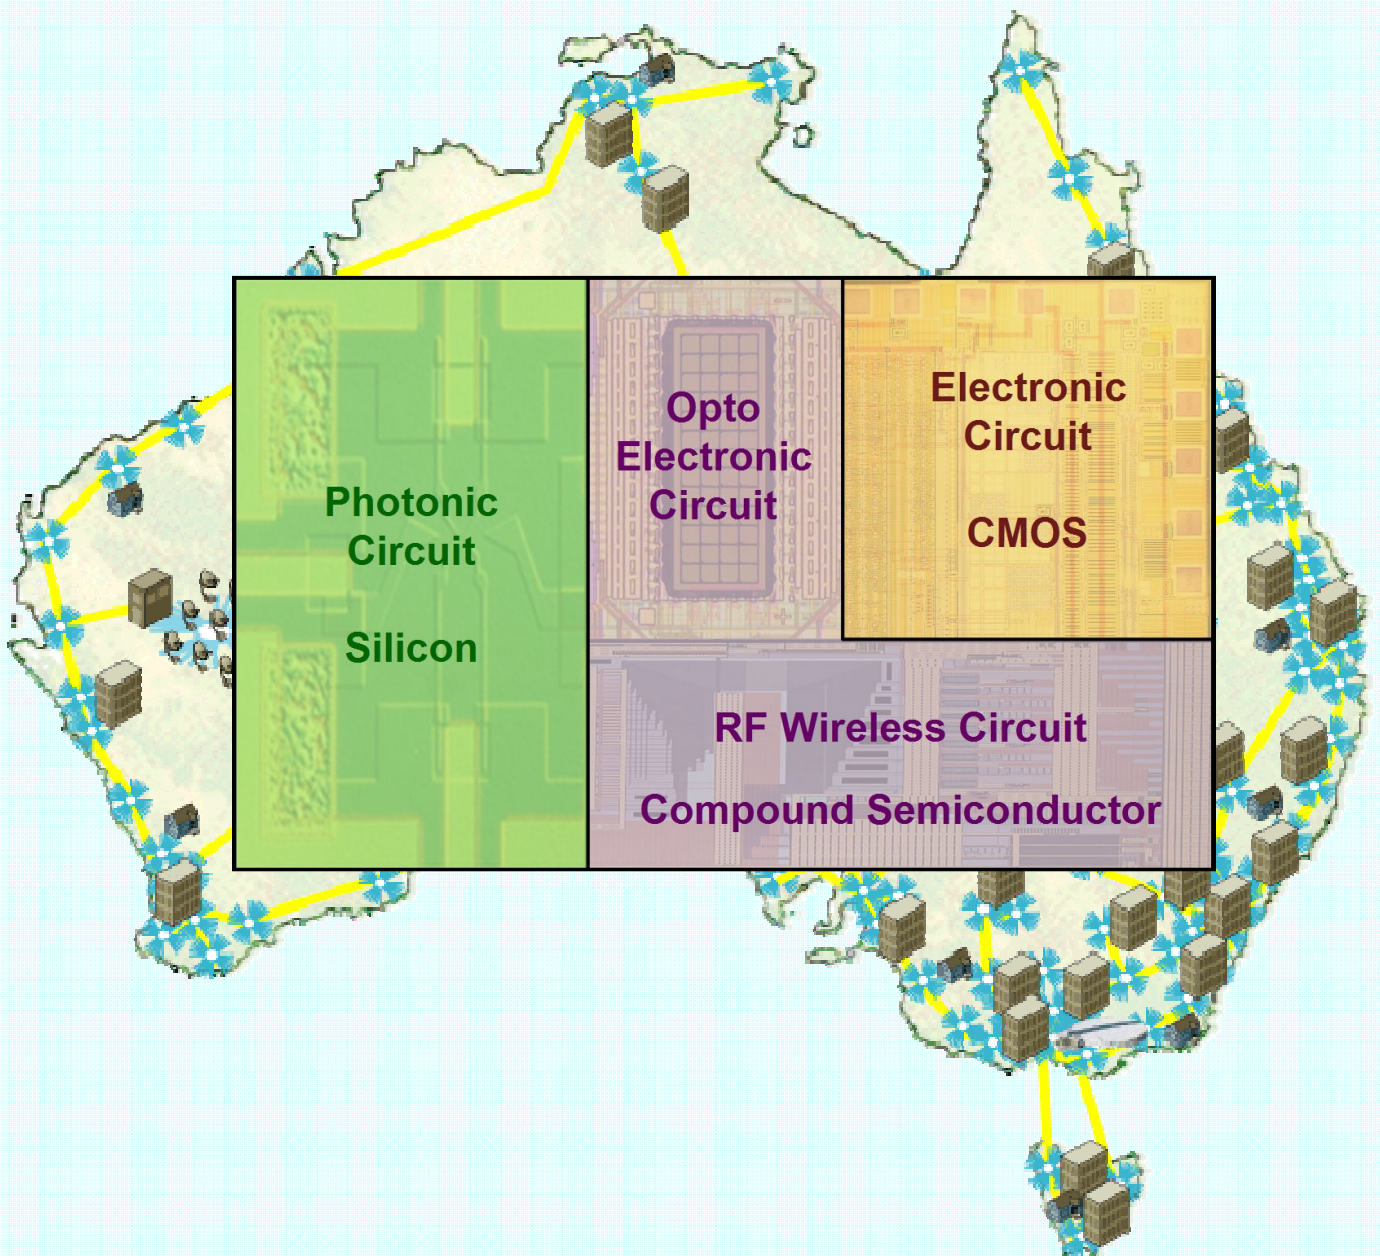 Photonic
Circuit
Silicon
Opto
Electronic
Circuit
Electronic
Circuit
CMOS
RF Wireless Circuit
Compound Semiconductor